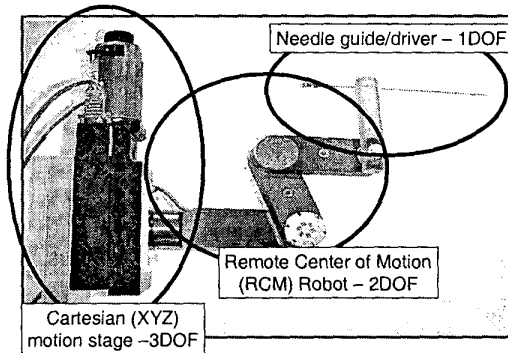 Needle guide/driver – 1DOF
Remote Center of Motion
(RCM) Robot – 2DOF
Cartesian (XYZ)
motion stage –3DOF